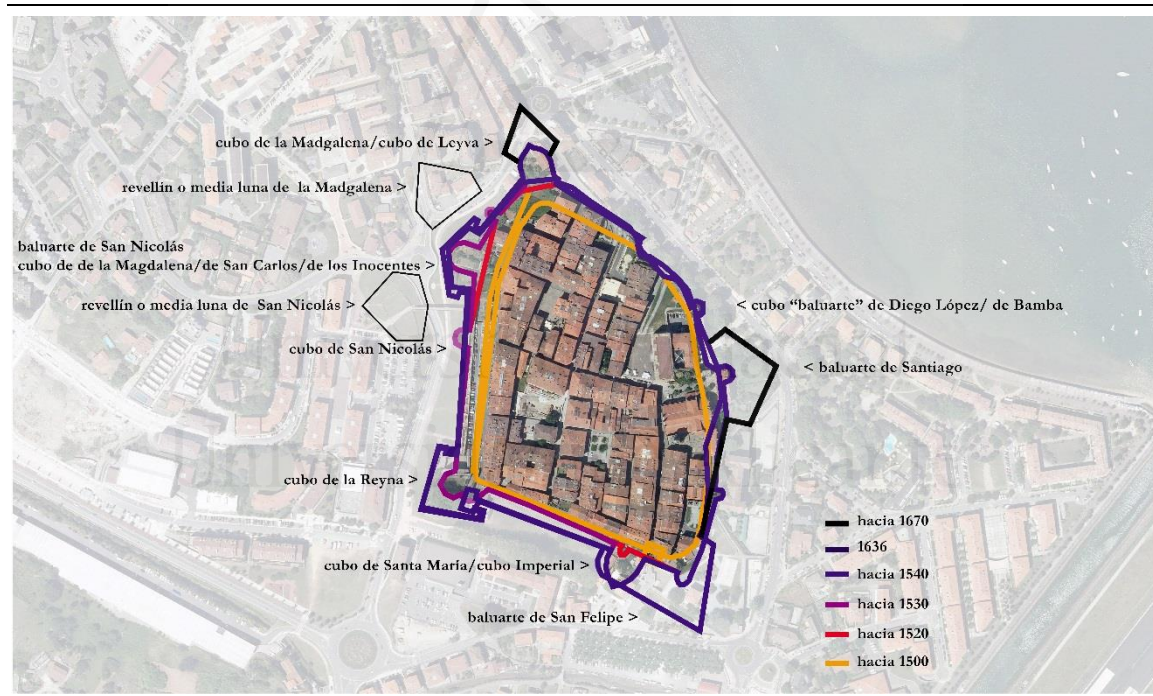 cubo de la Madgalena/cubo de Leyva >
revellín o media luna de la Madgalena >
baluarte de San Nicolás
cubo de de la Magdalena/de San Carlos/de los Inocentes >
revellín o media luna de San Nicolás >
cubo de San Nicolás >
< cubo “baluarte” de Diego López/ de Bamba
< baluarte de Santiago
cubo de la Reyna >
cubo de Santa María/cubo Imperial >
baluarte de San Felipe >
hacia 1670
1636
hacia 1540
hacia 1530
hacia 1520
hacia 1500